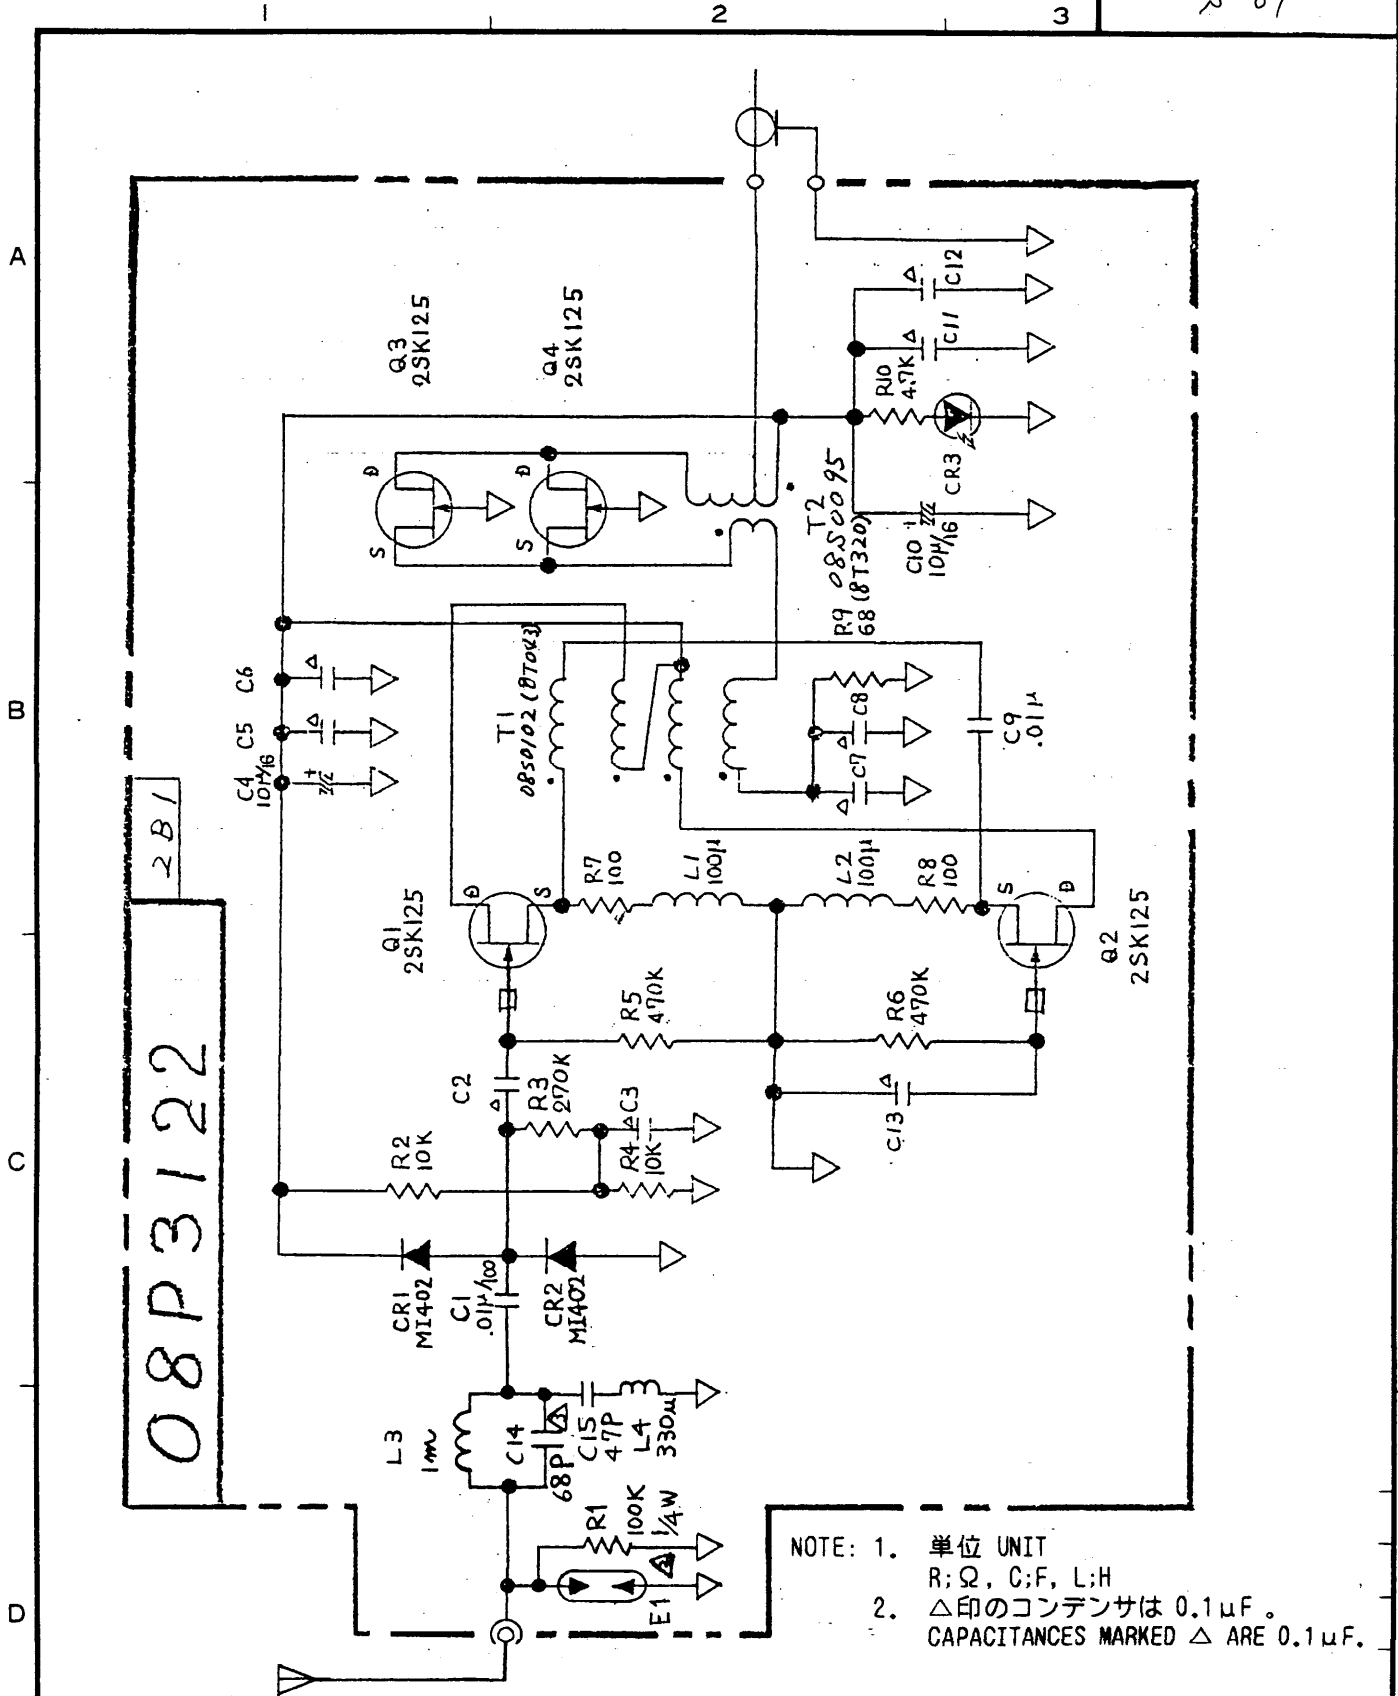 1
2
3
A
B
C
D
08P3122
2B1
Q3
2SK125
Q4
2SK125
D
S
D
S
C12
C11
R10
4.7K
CR3
C10 +
10μ/16
T2
08S0095
(8T320)
R9
68
C6
C5
C4
10μ/16
+
T1
08S0102 (8T043)
C8
C7
C9
.01μ
Q1
2SK125
D
S
R7
100
L1
100μ
L2
100μ
R8
100
S
D
Q2
2SK125
R5
470K
R6
470K
C2
R3
270K
C3
R4
10K
R2
10K
C13
CR1
MI402
C1
.01μ/100
CR2
MI402
L3
1m
C14
68P
C15
47P
L4
330μ
R1
100K
1/4W
E1
NOTE: 1. 単位 UNIT
R;Ω, C;F, L;H
2. △印のコンデンサは 0.1μF。
CAPACITANCES MARKED △ ARE 0.1μF.